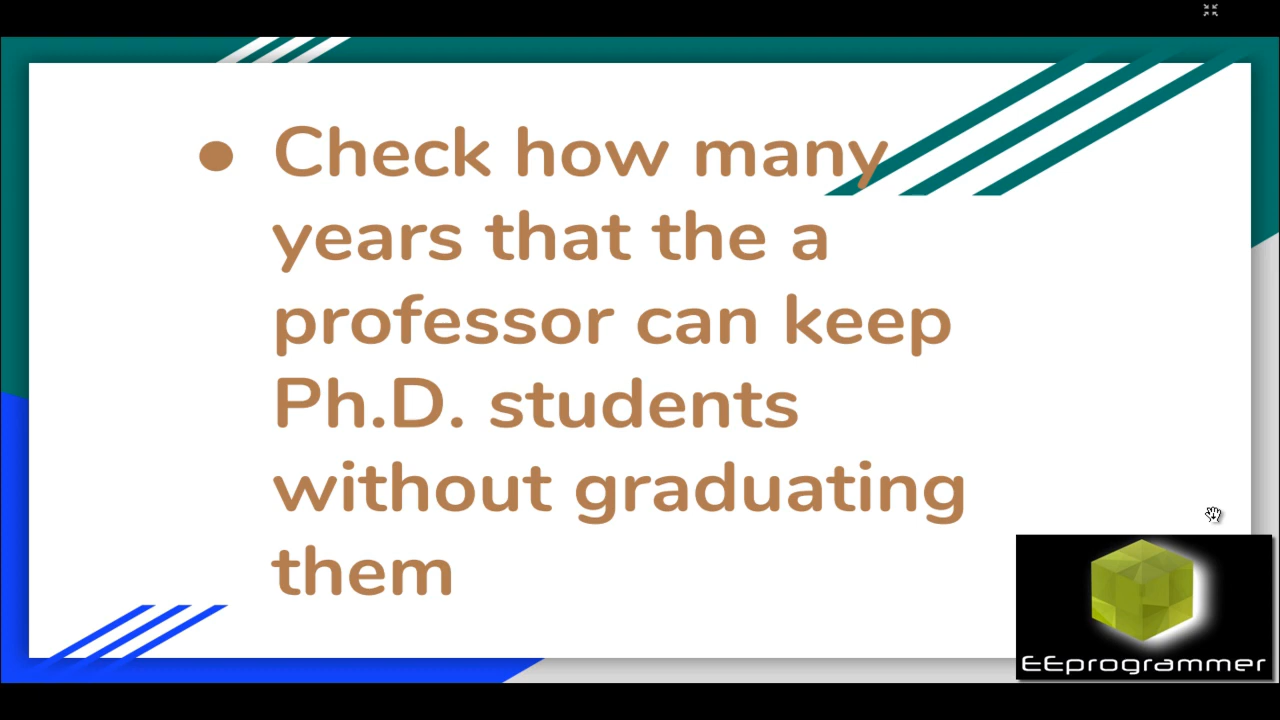 ● Check how many
years that the a
professor can keep
Ph.D. students
without graduating
them
EEprogrammer